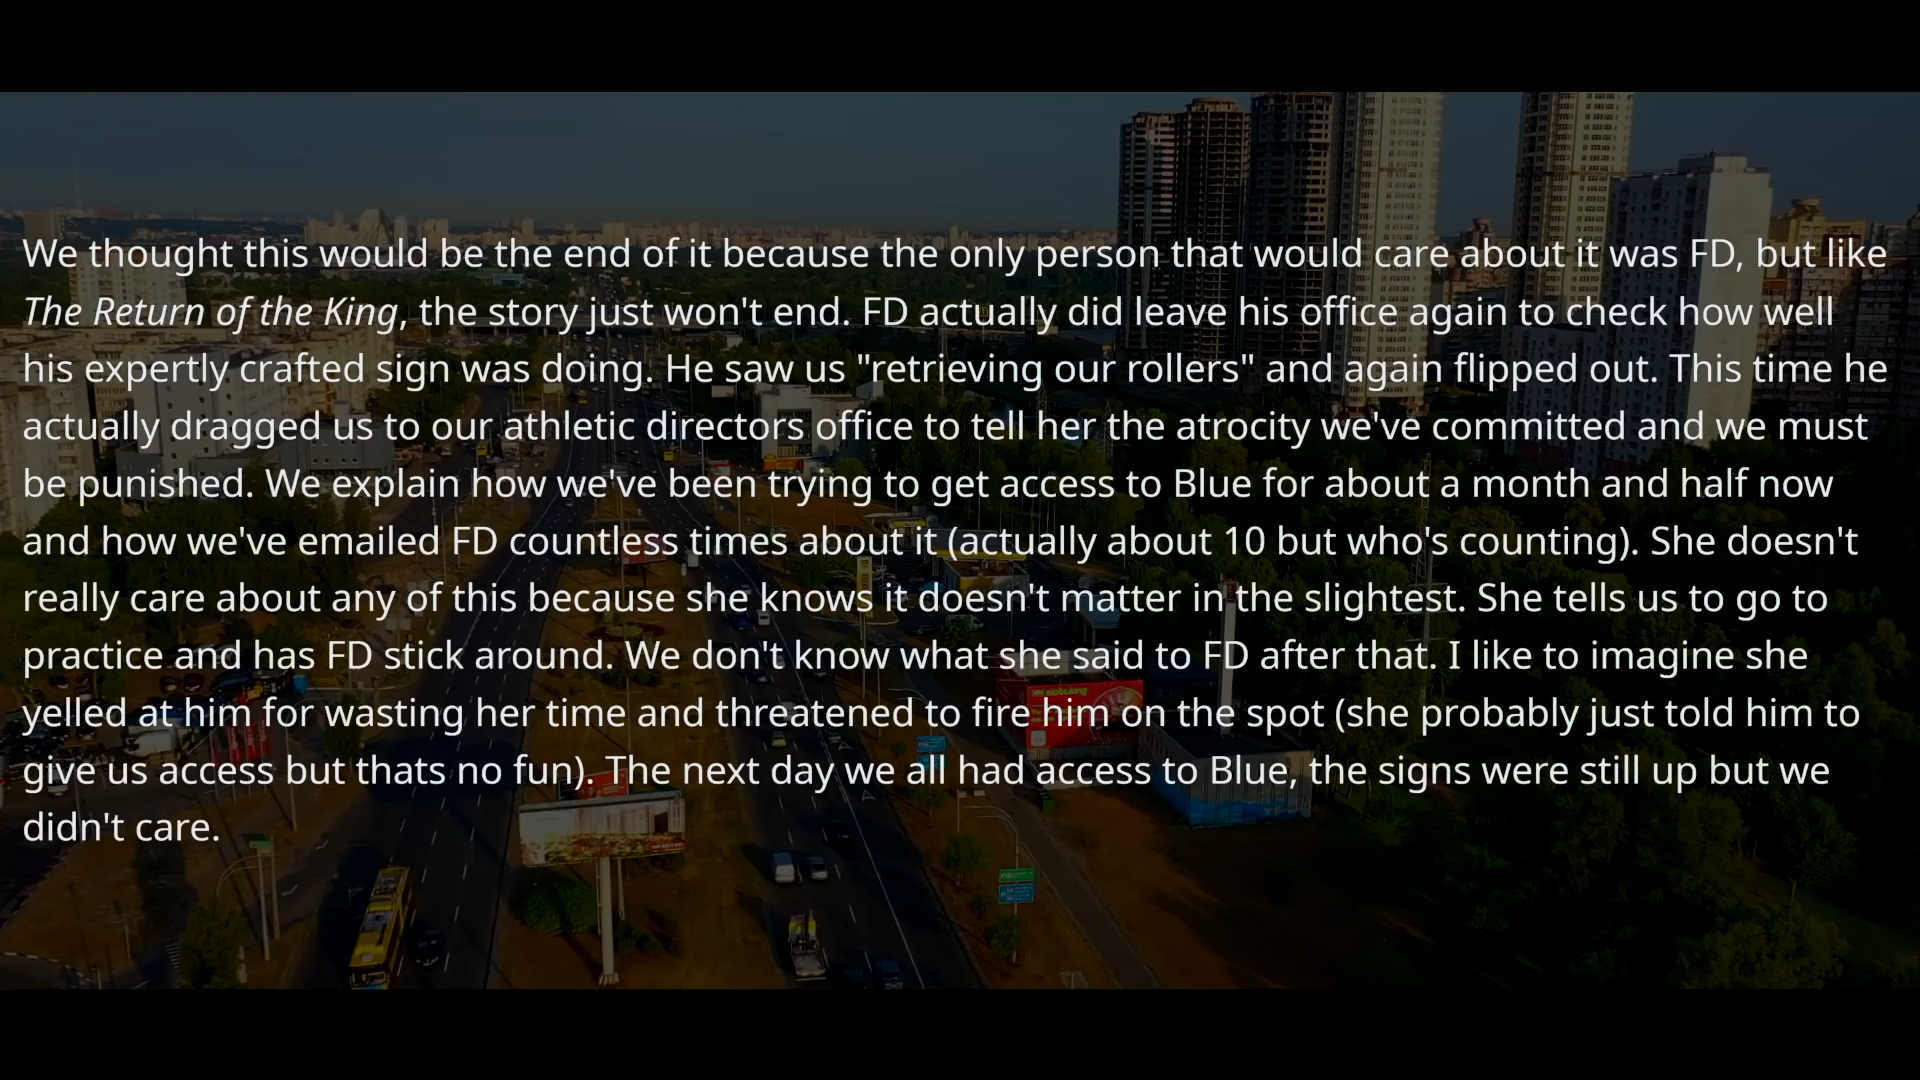 We thought this would be the end of it because the only person that would care about it was FD, but like
The Return of the King, the story just won't end. FD actually did leave his office again to check how well
his expertly crafted sign was doing. He saw us "retrieving our rollers" and again flipped out. This time he
actually dragged us to our athletic directors office to tell her the atrocity we've committed and we must
be punished. We explain how we've been trying to get access to Blue for about a month and half now
and how we've emailed FD countless times about it (actually about 10 but who's counting). She doesn't
really care about any of this because she knows it doesn't matter in the slightest. She tells us to go to
practice and has FD stick around. We don't know what she said to FD after that. I like to imagine she
yelled at him for wasting her time and threatened to fire him on the spot (she probably just told him to
give us access but thats no fun). The next day we all had access to Blue, the signs were still up but we
didn't care.